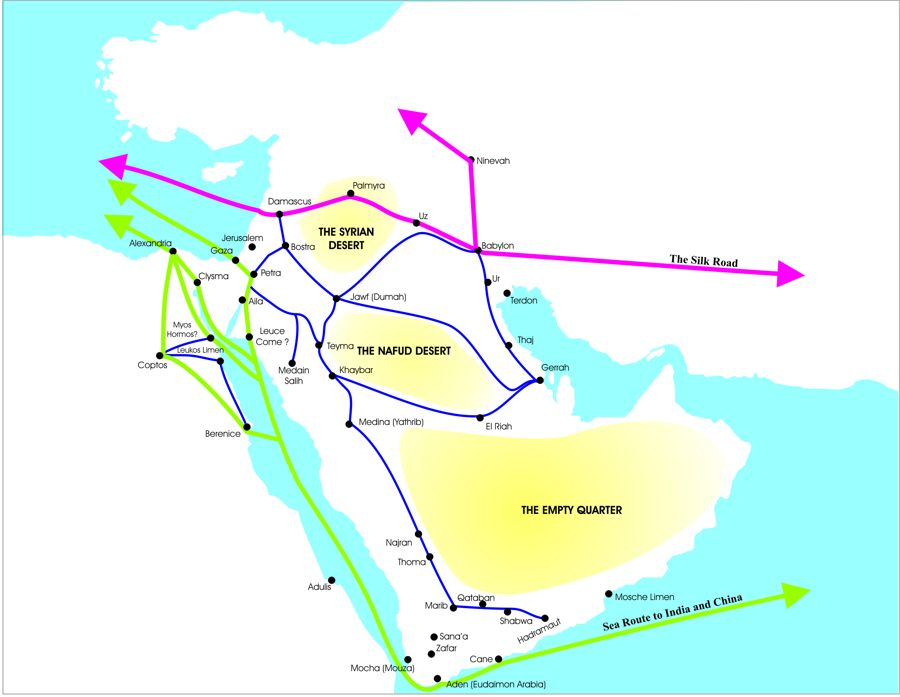 Ninevah
Palmyra
Damascus
Uz
THE SYRIAN
DESERT
Jerusalem
Alexandria
Gaza
Bostra
Babylon
The Silk Road
Clysma
Petra
Ur
Aila
Jawf (Dumah)
Terdon
Myos
Hormos?
Leuce
Come ?
Leukos Limen
Teyma
THE NAFUD DESERT
Thaj
Coptos
Medain
Salih
Khaybar
Gerrah
Medina (Yathrib)
El Riah
Berenice
THE EMPTY QUARTER
Najran
Thoma
Adulis
Marib
Qataban
Shabwa
Hadramaut
Mosche Limen
Sea Route to India and China
Sana'a
Zafar
Mocha (Mouza)
Cane
Aden (Eudaimon Arabia)